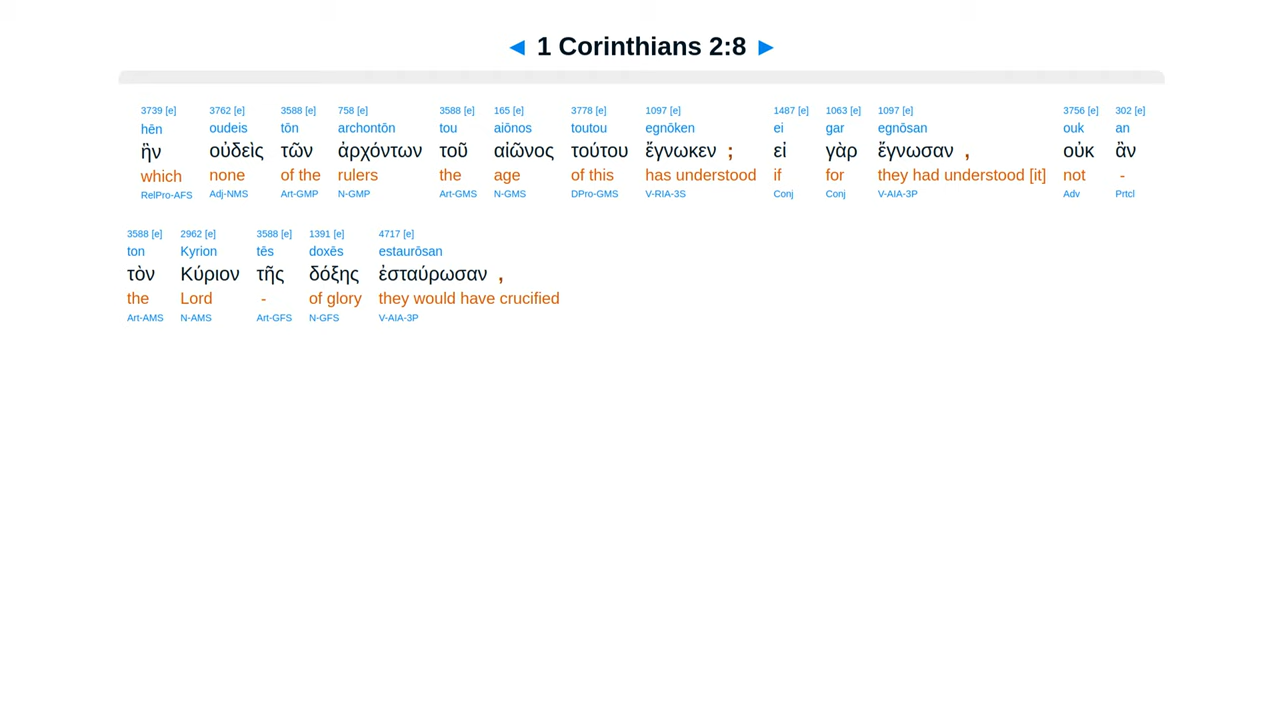 ◄ 1 Corinthians 2:8 ►
3739 [e] 3762 [e] 3588 [e] 758 [e] 3588 [e] 165 [e] 3778 [e] 1097 [e] 1487 [e] 1063 [e] 1097 [e] 3756 [e] 302 [e]
hēn oudeis tōn archontōn tou aiōnos toutou egnōken ei gar egnōsan ouk an
ἣν οὐδεὶς τῶν ἀρχόντων τοῦ αἰῶνος τούτου ἔγνωκεν ; εἰ γὰρ ἔγνωσαν , οὐκ ἂν
which none of the rulers the age of this has understood if for they had understood [it] not -
RelPro-AFS Adj-NMS Art-GMP N-GMP Art-GMS N-GMS DPro-GMS V-RIA-3S Conj Conj V-AIA-3P Adv Prtcl
3588 [e] 2962 [e] 3588 [e] 1391 [e] 4717 [e]
ton Kyrion tēs doxēs estaurōsan
τὸν Κύριον τῆς δόξης ἐσταύρωσαν ,
the Lord - of glory they would have crucified
Art-AMS N-AMS Art-GFS N-GFS V-AIA-3P